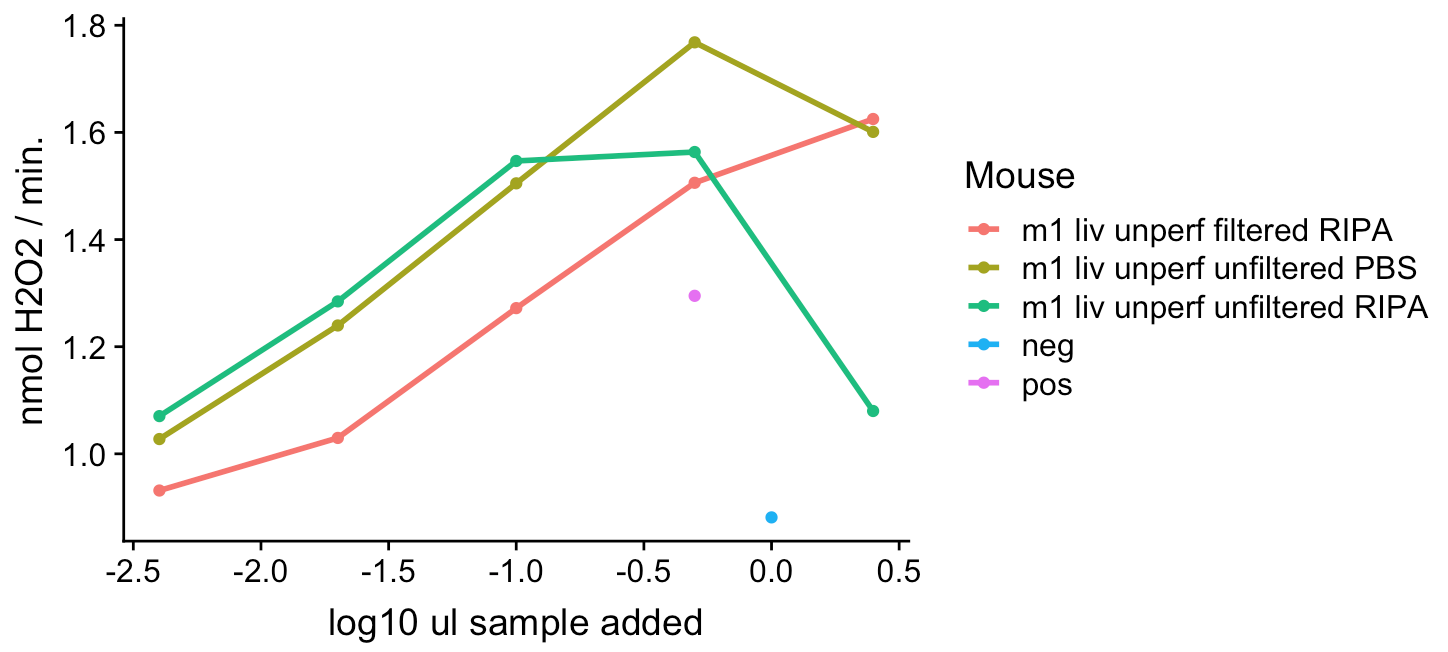 1.8
1.6
1.4
1.2
1.0
nmol H2O2 / min.
-2.5 -2.0 -1.5 -1.0 -0.5 0.0 0.5
log10 ul sample added
Mouse
m1 liv unperf filtered RIPA
m1 liv unperf unfiltered PBS
m1 liv unperf unfiltered RIPA
neg
pos